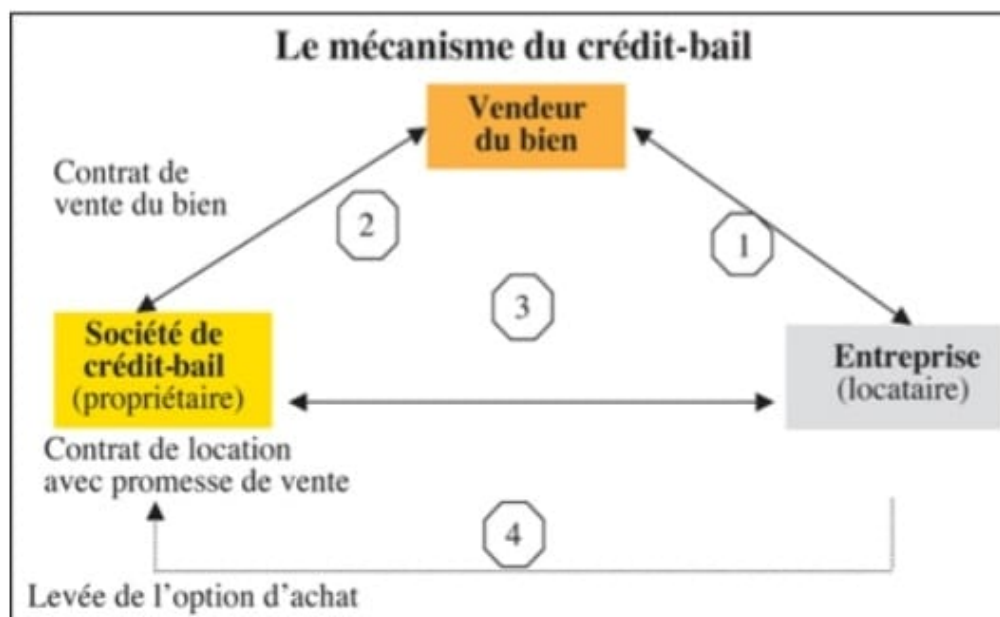 Le mécanisme du crédit-bail
Vendeur
du bien
Contrat de
vente du bien
2
1
3
Société de
crédit-bail
(propriétaire)
Entreprise
(locataire)
Contrat de location
avec promesse de vente
4
Levée de l'option d'achat